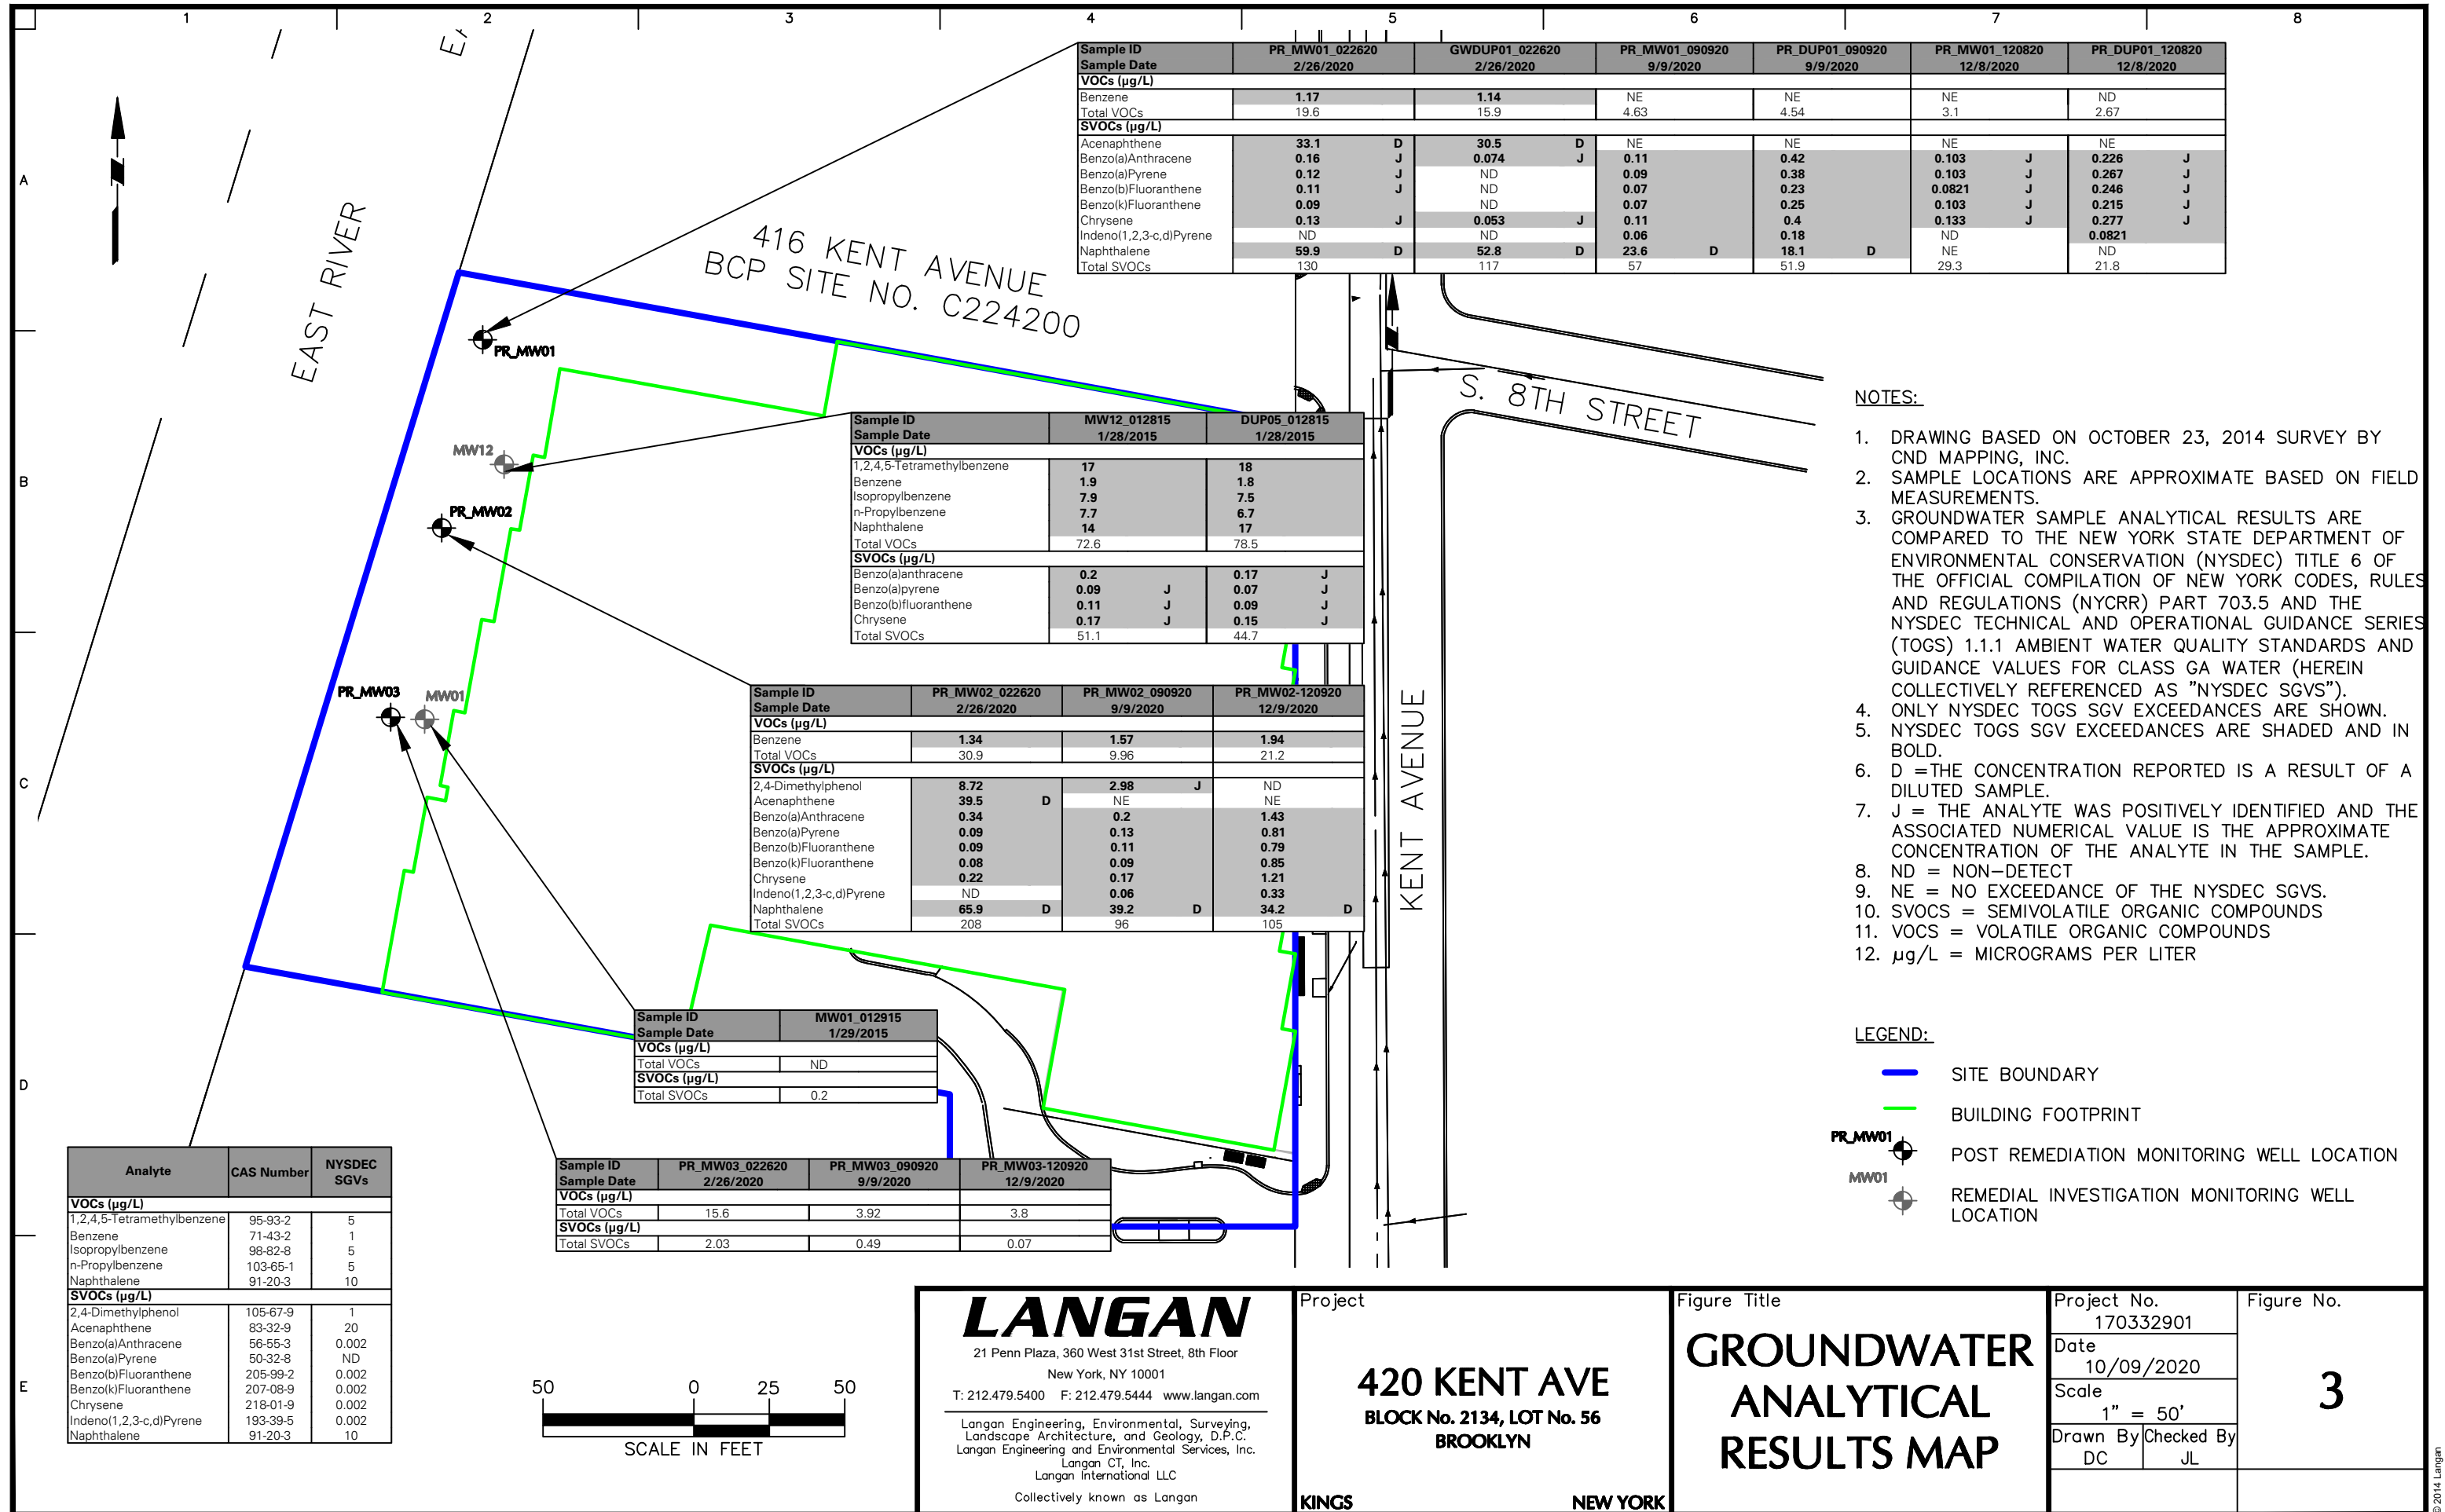 1 2 3 4 5 6 7 8
A
B
C
D
E
EAST RIVER
416 KENT AVENUE
BCP SITE NO. C224200
S. 8TH STREET
KENT AVENUE
PR_MW01
MW12
PR_MW02
PR_MW03
MW01
Sample ID PR_MW01_022620 GWDUP01_022620 PR_MW01_090920 PR_DUP01_090920 PR_MW01_120820 PR_DUP01_120820
Sample Date 2/26/2020 2/26/2020 9/9/2020 9/9/2020 12/8/2020 12/8/2020
VOCs (µg/L)
Benzene 1.17 1.14 NE NE NE ND
Total VOCs 19.6 15.9 4.63 4.54 3.1 2.67
SVOCs (µg/L)
Acenaphthene 33.1 D 30.5 D NE NE NE NE
Benzo(a)Anthracene 0.16 J 0.074 J 0.11 0.42 0.103 J 0.226 J
Benzo(a)Pyrene 0.12 J ND 0.09 0.38 0.103 J 0.267 J
Benzo(b)Fluoranthene 0.11 J ND 0.07 0.23 0.0821 J 0.246 J
Benzo(k)Fluoranthene 0.09 ND 0.07 0.25 0.103 J 0.215 J
Chrysene 0.13 J 0.053 J 0.11 0.4 0.133 J 0.277 J
Indeno(1,2,3-c,d)Pyrene ND ND 0.06 0.18 ND 0.0821
Naphthalene 59.9 D 52.8 D 23.6 D 18.1 D NE ND
Total SVOCs 130 117 57 51.9 29.3 21.8
Sample ID MW12_012815 DUP05_012815
Sample Date 1/28/2015 1/28/2015
VOCs (µg/L)
1,2,4,5-Tetramethylbenzene 17 18
Benzene 1.9 1.8
Isopropylbenzene 7.9 7.5
n-Propylbenzene 7.7 6.7
Naphthalene 14 17
Total VOCs 72.6 78.5
SVOCs (µg/L)
Benzo(a)anthracene 0.2 0.17 J
Benzo(a)pyrene 0.09 J 0.07 J
Benzo(b)fluoranthene 0.11 J 0.09 J
Chrysene 0.17 J 0.15 J
Total SVOCs 51.1 44.7
Sample ID PR_MW02_022620 PR_MW02_090920 PR_MW02-120920
Sample Date 2/26/2020 9/9/2020 12/9/2020
VOCs (µg/L)
Benzene 1.34 1.57 1.94
Total VOCs 30.9 9.96 21.2
SVOCs (µg/L)
2,4-Dimethylphenol 8.72 2.98 J ND
Acenaphthene 39.5 D NE NE
Benzo(a)Anthracene 0.34 0.2 1.43
Benzo(a)Pyrene 0.09 0.13 0.81
Benzo(b)Fluoranthene 0.09 0.11 0.79
Benzo(k)Fluoranthene 0.08 0.09 0.85
Chrysene 0.22 0.17 1.21
Indeno(1,2,3-c,d)Pyrene ND 0.06 0.33
Naphthalene 65.9 D 39.2 D 34.2 D
Total SVOCs 208 96 105
Sample ID MW01_012915
Sample Date 1/29/2015
VOCs (µg/L)
Total VOCs ND
SVOCs (µg/L)
Total SVOCs 0.2
Sample ID PR_MW03_022620 PR_MW03_090920 PR_MW03-120920
Sample Date 2/26/2020 9/9/2020 12/9/2020
VOCs (µg/L)
Total VOCs 15.6 3.92 3.8
SVOCs (µg/L)
Total SVOCs 2.03 0.49 0.07
Analyte CAS Number NYSDEC SGVs
VOCs (µg/L)
1,2,4,5-Tetramethylbenzene 95-93-2 5
Benzene 71-43-2 1
Isopropylbenzene 98-82-8 5
n-Propylbenzene 103-65-1 5
Naphthalene 91-20-3 10
SVOCs (µg/L)
2,4-Dimethylphenol 105-67-9 1
Acenaphthene 83-32-9 20
Benzo(a)Anthracene 56-55-3 0.002
Benzo(a)Pyrene 50-32-8 ND
Benzo(b)Fluoranthene 205-99-2 0.002
Benzo(k)Fluoranthene 207-08-9 0.002
Chrysene 218-01-9 0.002
Indeno(1,2,3-c,d)Pyrene 193-39-5 0.002
Naphthalene 91-20-3 10
50 0 25 50
SCALE IN FEET
NOTES:
1. DRAWING BASED ON OCTOBER 23, 2014 SURVEY BY
CND MAPPING, INC.
2. SAMPLE LOCATIONS ARE APPROXIMATE BASED ON FIELD
MEASUREMENTS.
3. GROUNDWATER SAMPLE ANALYTICAL RESULTS ARE
COMPARED TO THE NEW YORK STATE DEPARTMENT OF
ENVIRONMENTAL CONSERVATION (NYSDEC) TITLE 6 OF
THE OFFICIAL COMPILATION OF NEW YORK CODES, RULES
AND REGULATIONS (NYCRR) PART 703.5 AND THE
NYSDEC TECHNICAL AND OPERATIONAL GUIDANCE SERIES
(TOGS) 1.1.1 AMBIENT WATER QUALITY STANDARDS AND
GUIDANCE VALUES FOR CLASS GA WATER (HEREIN
COLLECTIVELY REFERENCED AS "NYSDEC SGVS").
4. ONLY NYSDEC TOGS SGV EXCEEDANCES ARE SHOWN.
5. NYSDEC TOGS SGV EXCEEDANCES ARE SHADED AND IN
BOLD.
6. D =THE CONCENTRATION REPORTED IS A RESULT OF A
DILUTED SAMPLE.
7. J = THE ANALYTE WAS POSITIVELY IDENTIFIED AND THE
ASSOCIATED NUMERICAL VALUE IS THE APPROXIMATE
CONCENTRATION OF THE ANALYTE IN THE SAMPLE.
8. ND = NON-DETECT
9. NE = NO EXCEEDANCE OF THE NYSDEC SGVS.
10. SVOCS = SEMIVOLATILE ORGANIC COMPOUNDS
11. VOCS = VOLATILE ORGANIC COMPOUNDS
12. µg/L = MICROGRAMS PER LITER
LEGEND:
SITE BOUNDARY
BUILDING FOOTPRINT
PR_MW01
POST REMEDIATION MONITORING WELL LOCATION
MW01
REMEDIAL INVESTIGATION MONITORING WELL
LOCATION
LANGAN
21 Penn Plaza, 360 West 31st Street, 8th Floor
New York, NY 10001
T: 212.479.5400 F: 212.479.5444 www.langan.com
Langan Engineering, Environmental, Surveying,
Landscape Architecture, and Geology, D.P.C.
Langan Engineering and Environmental Services, Inc.
Langan CT, Inc.
Langan International LLC
Collectively known as Langan
Project
420 KENT AVE
BLOCK No. 2134, LOT No. 56
BROOKLYN
KINGS NEW YORK
Figure Title
GROUNDWATER
ANALYTICAL
RESULTS MAP
Project No.
170332901
Date
10/09/2020
Scale
1" = 50'
Drawn By Checked By
DC JL
Figure No.
3
© 2014 Langan